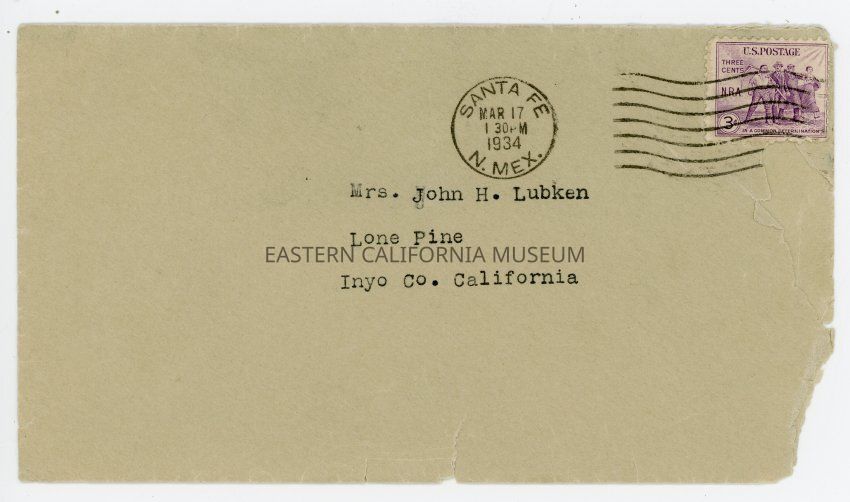 U.S. POSTAGE
THREE
CENTS
NRA
3¢
IN A COMMON DETERMINATION
SANTA FE
MAR 17
1 30 PM
1934
N. MEX.
Mrs. John H. Lubken
Lone Pine
EASTERN CALIFORNIA MUSEUM
Inyo Co. California